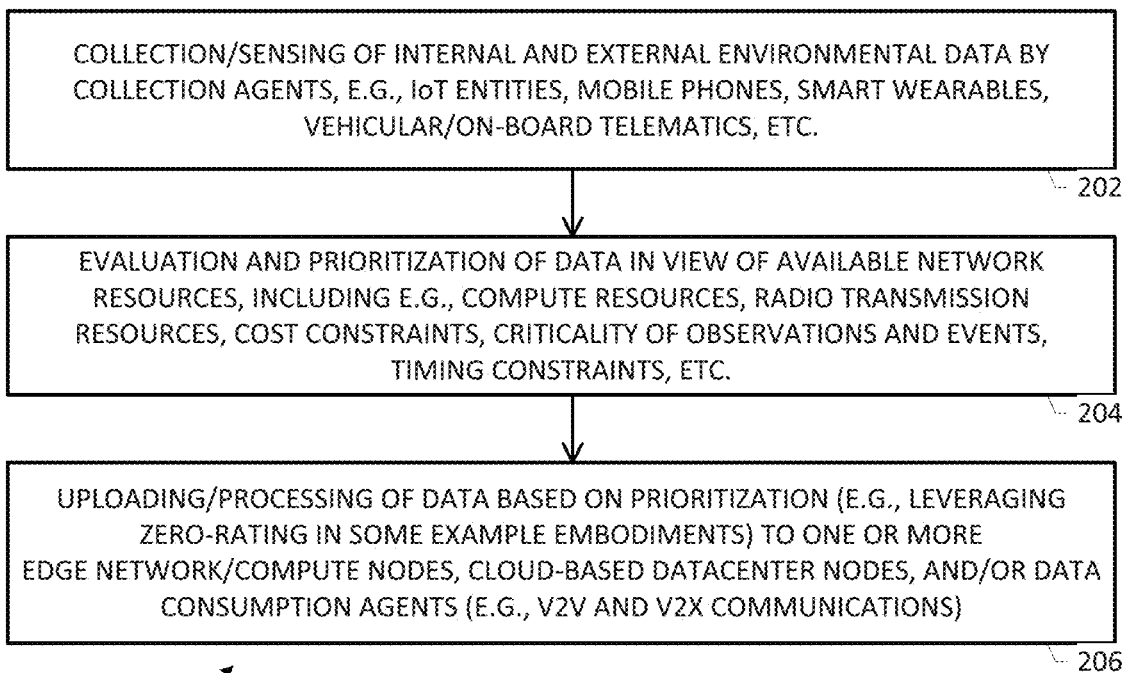 COLLECTION/SENSING OF INTERNAL AND EXTERNAL ENVIRONMENTAL DATA BY
COLLECTION AGENTS, E.G., IoT ENTITIES, MOBILE PHONES, SMART WEARABLES,
VEHICULAR/ON-BOARD TELEMATICS, ETC.
202
EVALUATION AND PRIORITIZATION OF DATA IN VIEW OF AVAILABLE NETWORK
RESOURCES, INCLUDING E.G., COMPUTE RESOURCES, RADIO TRANSMISSION
RESOURCES, COST CONSTRAINTS, CRITICALITY OF OBSERVATIONS AND EVENTS,
TIMING CONSTRAINTS, ETC.
204
UPLOADING/PROCESSING OF DATA BASED ON PRIORITIZATION (E.G., LEVERAGING
ZERO-RATING IN SOME EXAMPLE EMBODIMENTS) TO ONE OR MORE
EDGE NETWORK/COMPUTE NODES, CLOUD-BASED DATACENTER NODES, AND/OR DATA
CONSUMPTION AGENTS (E.G., V2V AND V2X COMMUNICATIONS)
206